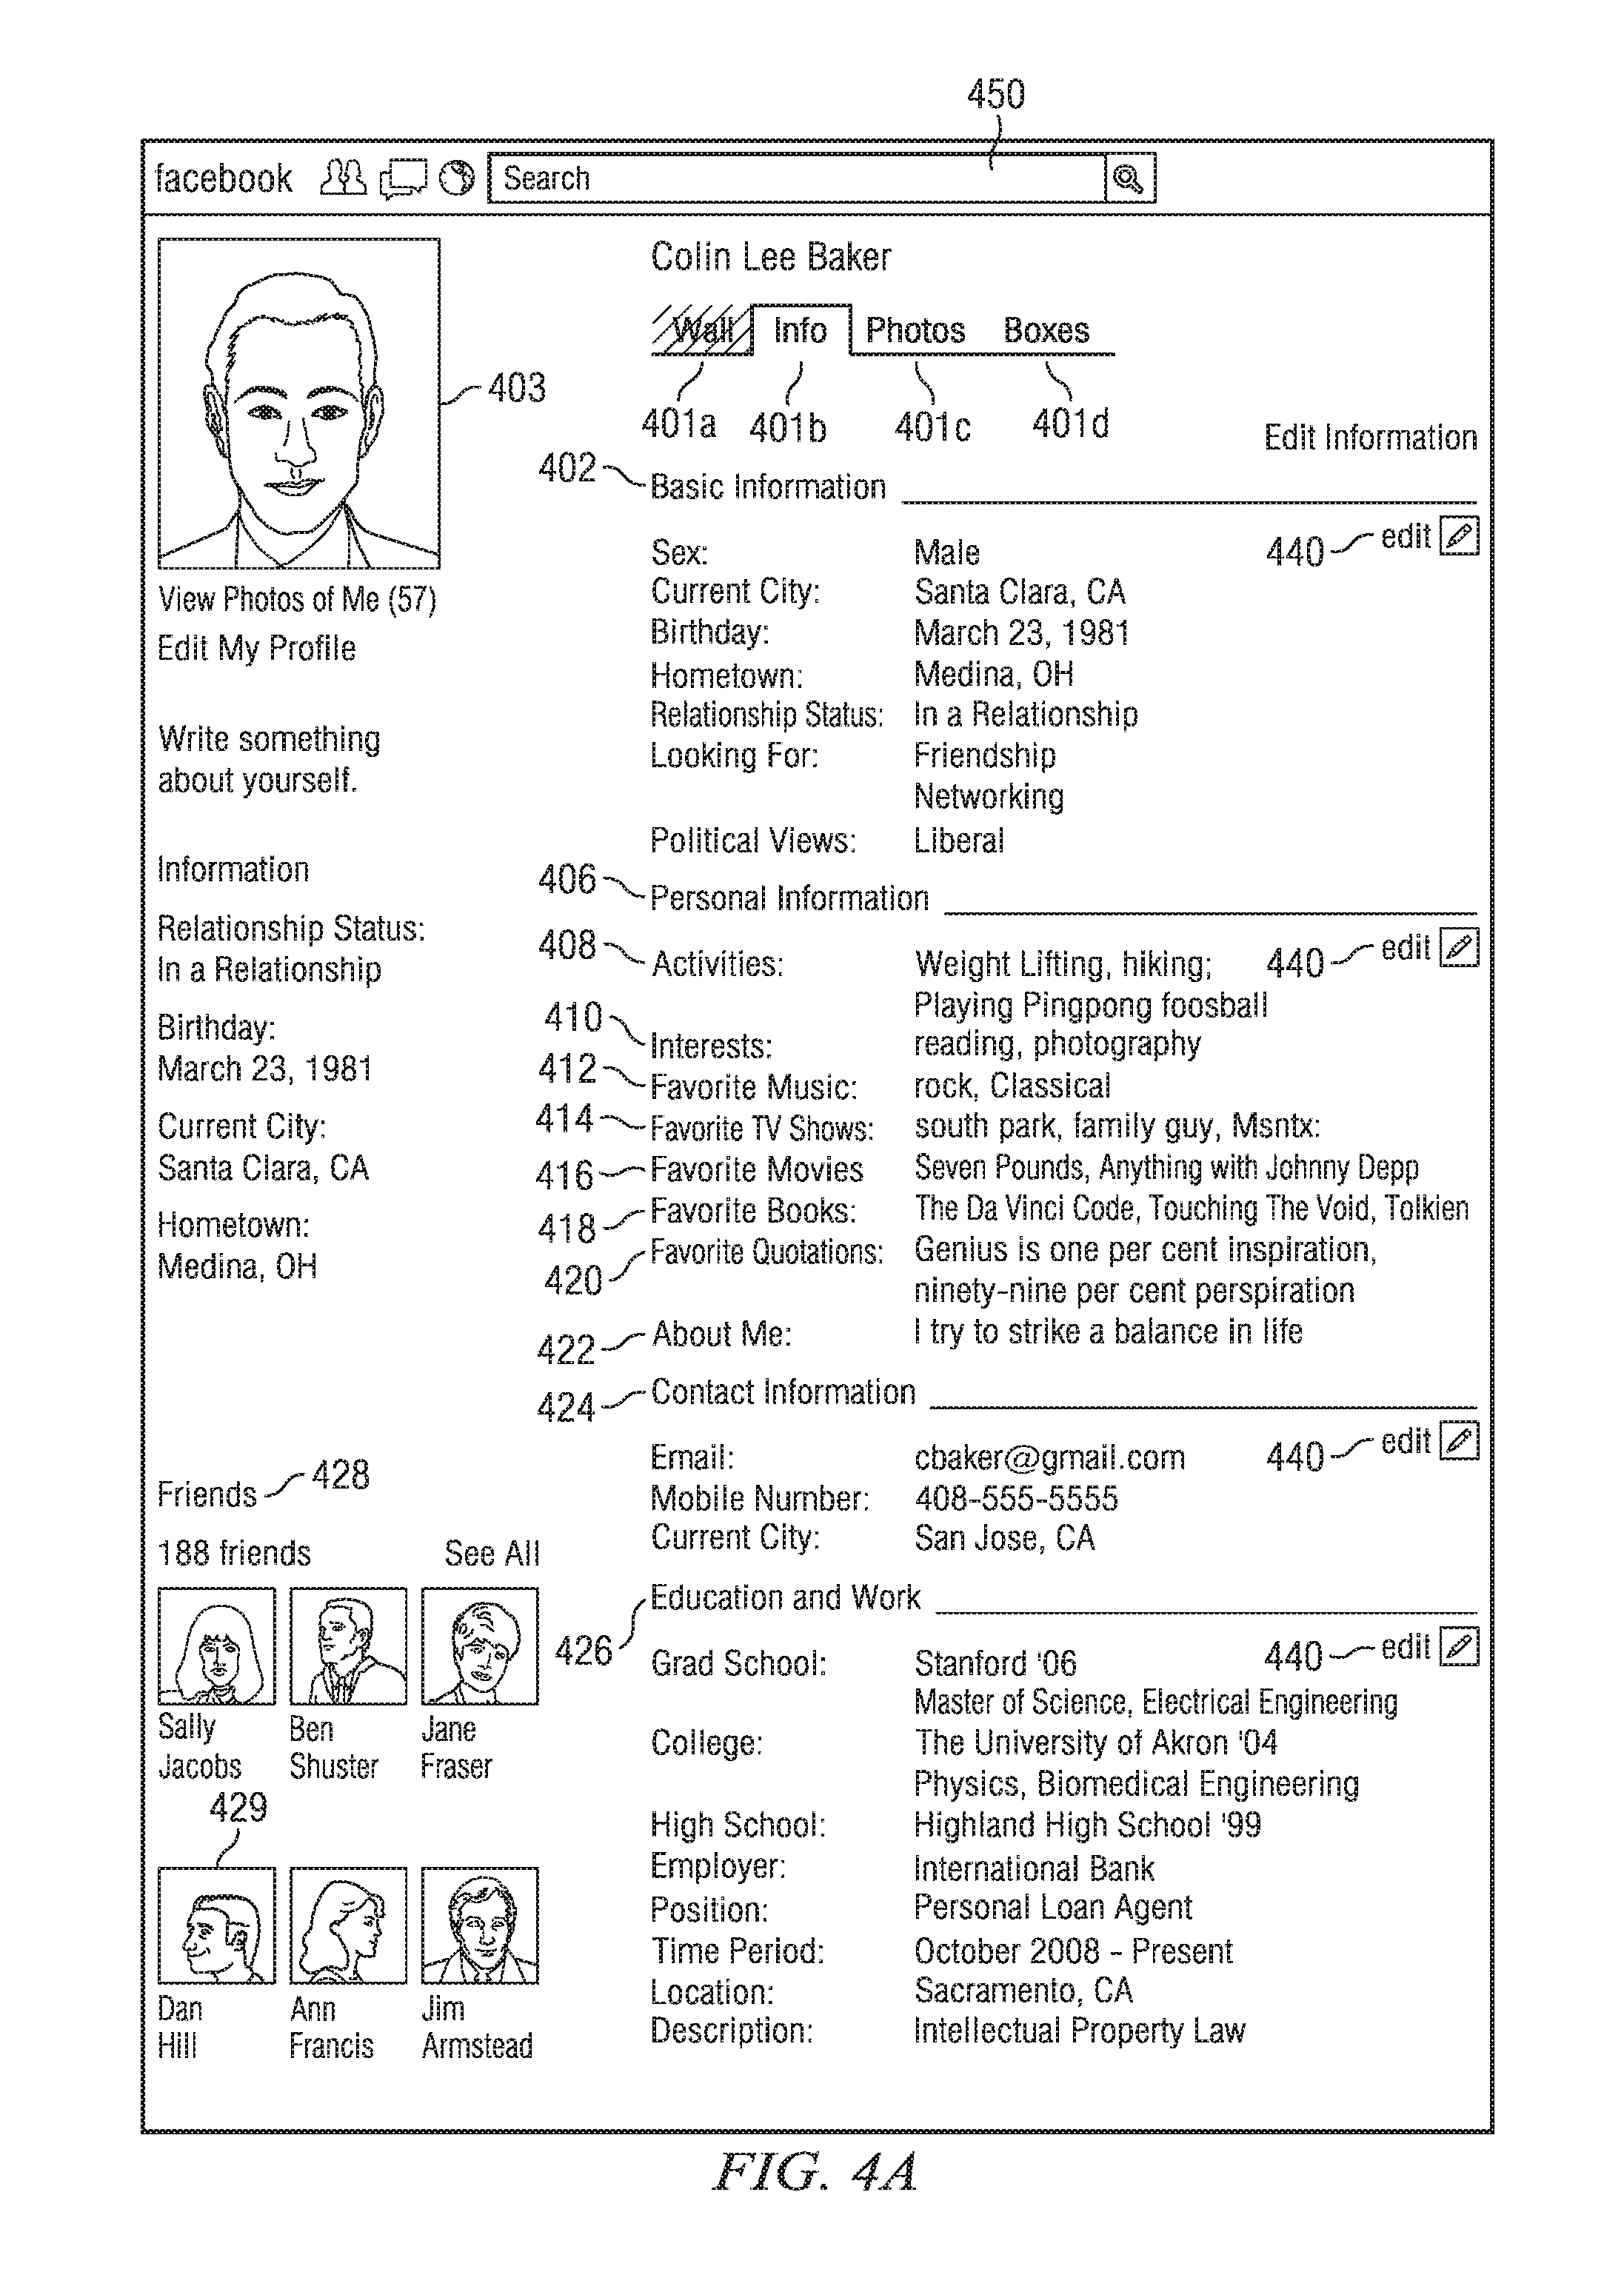 450
facebook Search
Colin Lee Baker
Wall Info Photos Boxes
403
401a 401b 401c 401d
Edit Information
402 Basic Information
440 edit
Sex: Male
Current City: Santa Clara, CA
Birthday: March 23, 1981
Hometown: Medina, OH
Relationship Status: In a Relationship
Looking For: Friendship
Networking
Political Views: Liberal
View Photos of Me (57)
Edit My Profile
Write something
about yourself.
Information
Relationship Status:
In a Relationship
Birthday:
March 23, 1981
Current City:
Santa Clara, CA
Hometown:
Medina, OH
406 Personal Information
408 Activities: Weight Lifting, hiking; 440 edit
Playing Pingpong foosball
410 Interests: reading, photography
412 Favorite Music: rock, Classical
414 Favorite TV Shows: south park, family guy, Msntx:
416 Favorite Movies Seven Pounds, Anything with Johnny Depp
418 Favorite Books: The Da Vinci Code, Touching The Void, Tolkien
420 Favorite Quotations: Genius is one per cent inspiration,
ninety-nine per cent perspiration
422 About Me: I try to strike a balance in life
424 Contact Information
Email: cbaker@gmail.com 440 edit
Mobile Number: 408-555-5555
Current City: San Jose, CA
Friends 428
188 friends See All
Sally Jacobs
Ben Shuster
Jane Fraser
429
Dan Hill
Ann Francis
Jim Armstead
426 Education and Work
Grad School: Stanford '06 440 edit
Master of Science, Electrical Engineering
College: The University of Akron '04
Physics, Biomedical Engineering
High School: Highland High School '99
Employer: International Bank
Position: Personal Loan Agent
Time Period: October 2008 - Present
Location: Sacramento, CA
Description: Intellectual Property Law
FIG. 4A